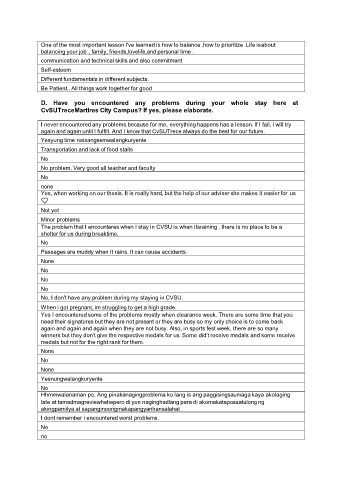 One of the most important lesson I've learned is how to balance ,how to prioritize .Life isabout
balancing your job , family, friends,lovelife,and personal time .
communication and technical skills and also commitment
Self-esteem
Different fundamentals in different subjects.
Be Patient.. All things work together for good
D. Have you encountered any problems during your whole stay here at
CvSUTreceMartires City Campus? If yes, please elaborate.
I never encountered any problems because for me, everything happens has a lesson. If I fail, i will try
again and again until I fulfill. And I know that CvSUTrece always do the best for our future.
Yesyung time naisangsemwalangkuryente
Transportation and lack of food stalls
No
No problem. Very good all teacher and faculty
No
none
Yes, when working on our thesis. It is really hard, but the help of our adviser she makes it easier for us
♡
Not yet
Minor problems
The problem that I encounteres when I stay in CVSU is when itsraining , there is no place to be a
shelter for us during breaktime.
No
Passages are muddy when it rains. It can cause accidents.
None
No
No
No
No, I don't have any problem during my staying in CVSU.
When i got pregnant, im struggling to get a high grade.
Yes I encountered some of the problems mostly when clearance week. There are some time that you
need their signatures but they are not present or they are busy so my only choice is to come back
again and again and again when they are not busy. Also, in sports fest week, there are so many
winners but they don't give the respective medals for us. Some did'i receive medals and some receive
medals but not for the right rank for them.
None
No
None
Yesnungwalangkuryente
No
Hhmmwalanaman po. Ang pinakanagingproblema ko lang is ang paggisingsaumaga kaya akolaging
late at tamadmagreviewhehepero di yon naginghadlang para di akomakatapossatulong ng
akingpamilya at sapangnoongmakapangyarihansalahat
I dont remember i encountered worst problems.
No
no